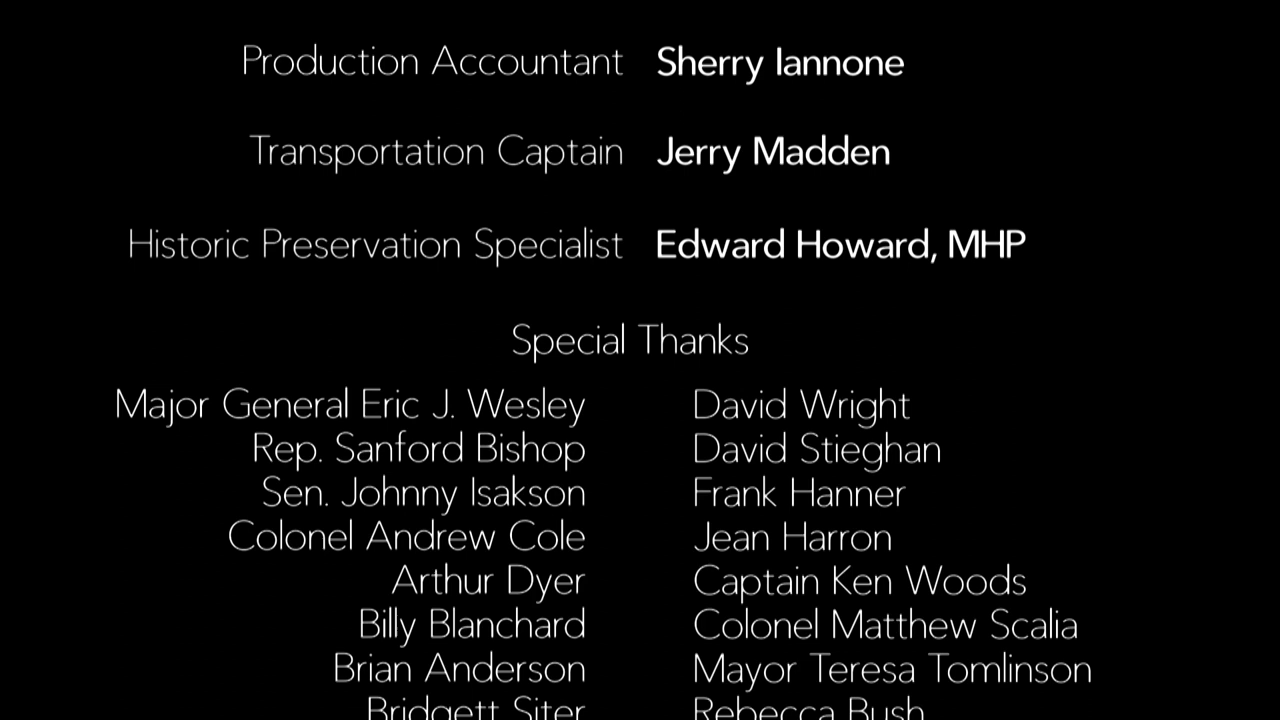 Production Accountant Sherry Iannone
Transportation Captain Jerry Madden
Historic Preservation Specialist Edward Howard, MHP
Special Thanks
Major General Eric J. Wesley David Wright
Rep. Sanford Bishop David Stieghan
Sen. Johnny Isakson Frank Hanner
Colonel Andrew Cole Jean Harron
Arthur Dyer Captain Ken Woods
Billy Blanchard Colonel Matthew Scalia
Brian Anderson Mayor Teresa Tomlinson
Bridgett Siter Rebecca Bush